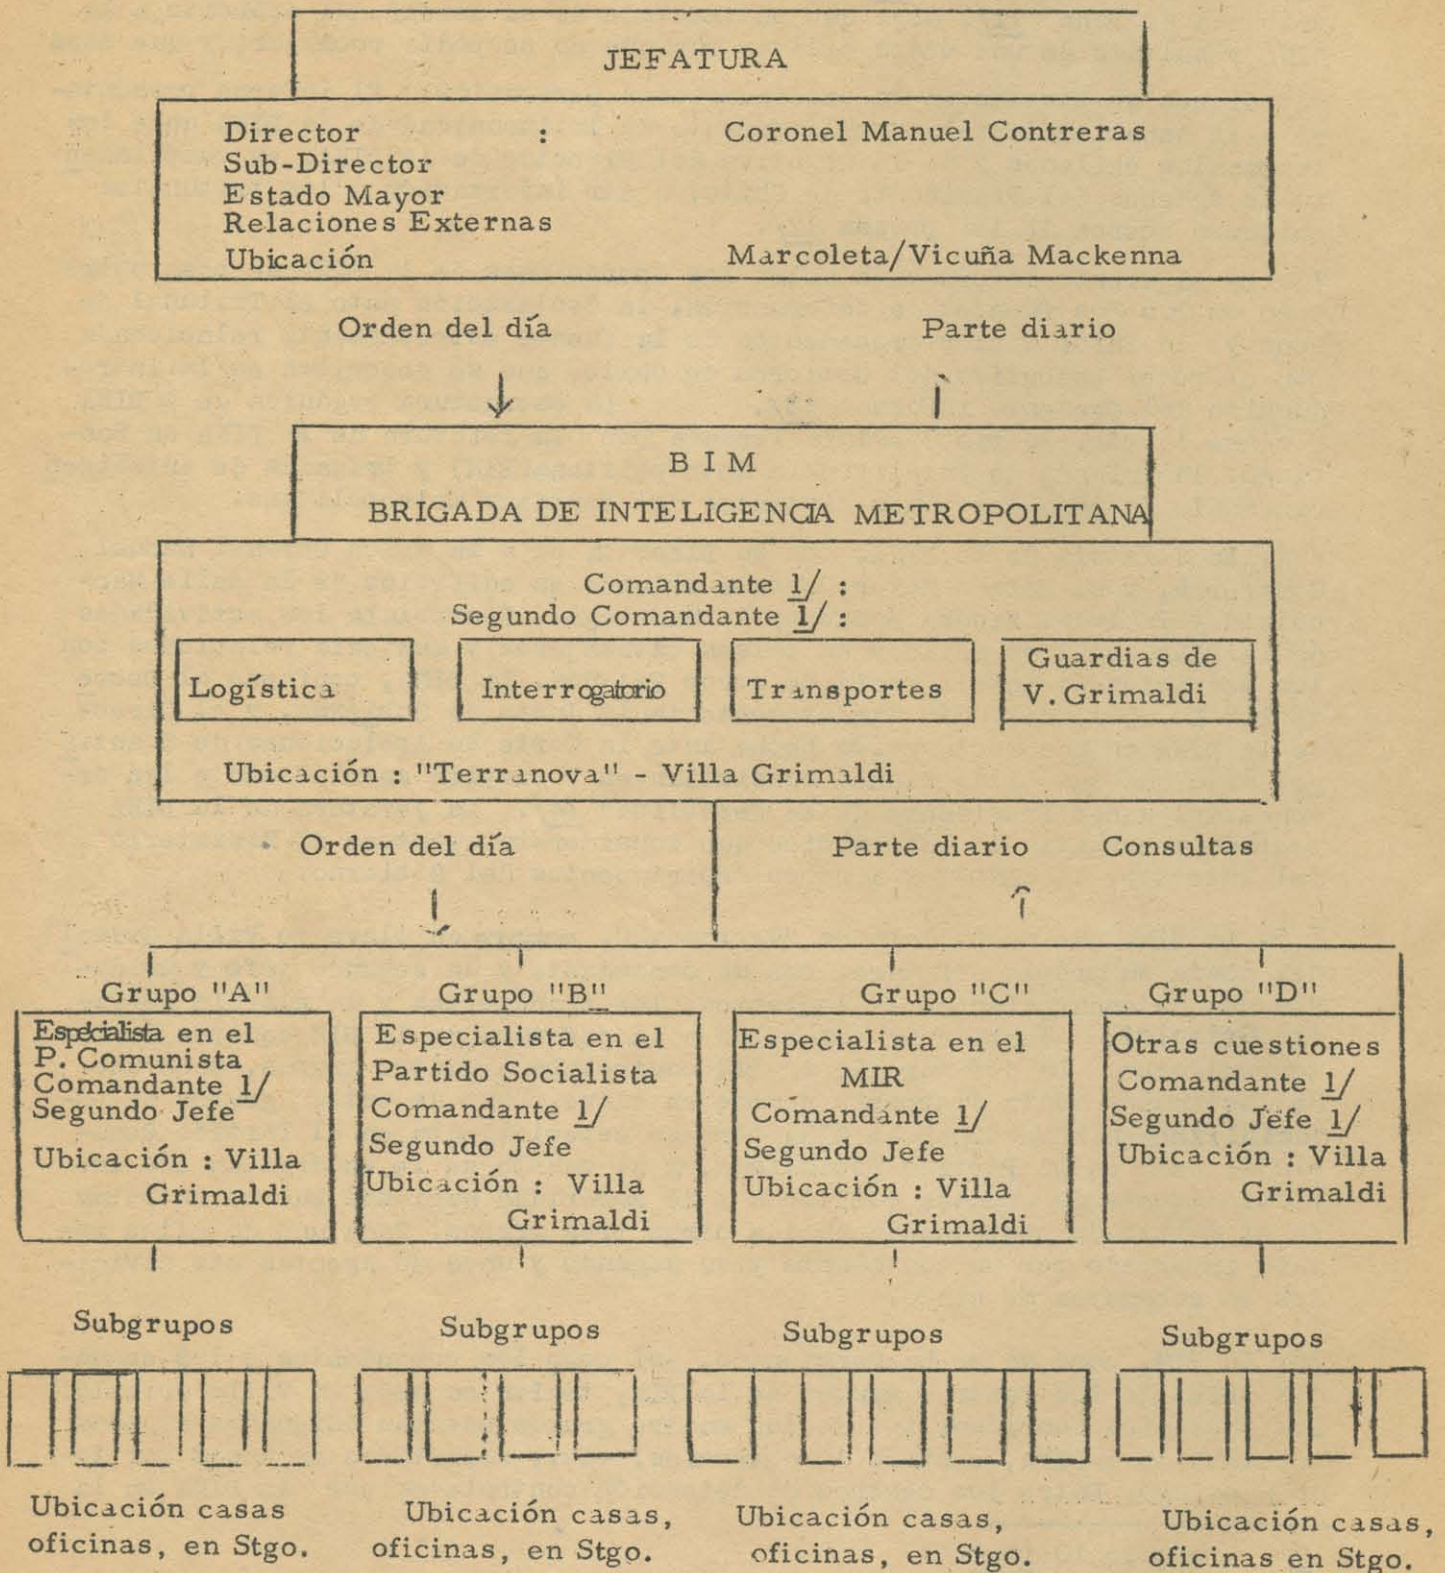 JEFATURA
Director : Coronel Manuel Contreras
Sub-Director
Estado Mayor
Relaciones Externas
Ubicación Marcoleta/Vicuña Mackenna
Orden del día Parte diario
B I M
BRIGADA DE INTELIGENCIA METROPOLITANA
Comandante 1/ :
Segundo Comandante 1/ :
Logística
Interrogatorio
Transportes
Guardias de
V. Grimaldi
Ubicación : "Terranova" - Villa Grimaldi
Orden del día Parte diario Consultas
Grupo "A"
Especialista en el
P. Comunista
Comandante 1/
Segundo Jefe
Ubicación : Villa
Grimaldi
Grupo "B"
Especialista en el
Partido Socialista
Comandante 1/
Segundo Jefe
Ubicación : Villa
Grimaldi
Grupo "C"
Especialista en el
MIR
Comandante 1/
Segundo Jefe
Ubicación : Villa
Grimaldi
Grupo "D"
Otras cuestiones
Comandante 1/
Segundo Jefe 1/
Ubicación : Villa
Grimaldi
Subgrupos
Subgrupos
Subgrupos
Subgrupos
Ubicación casas
oficinas, en Stgo.
Ubicación casas,
oficinas, en Stgo.
Ubicación casas,
oficinas, en Stgo.
Ubicación casas,
oficinas en Stgo.